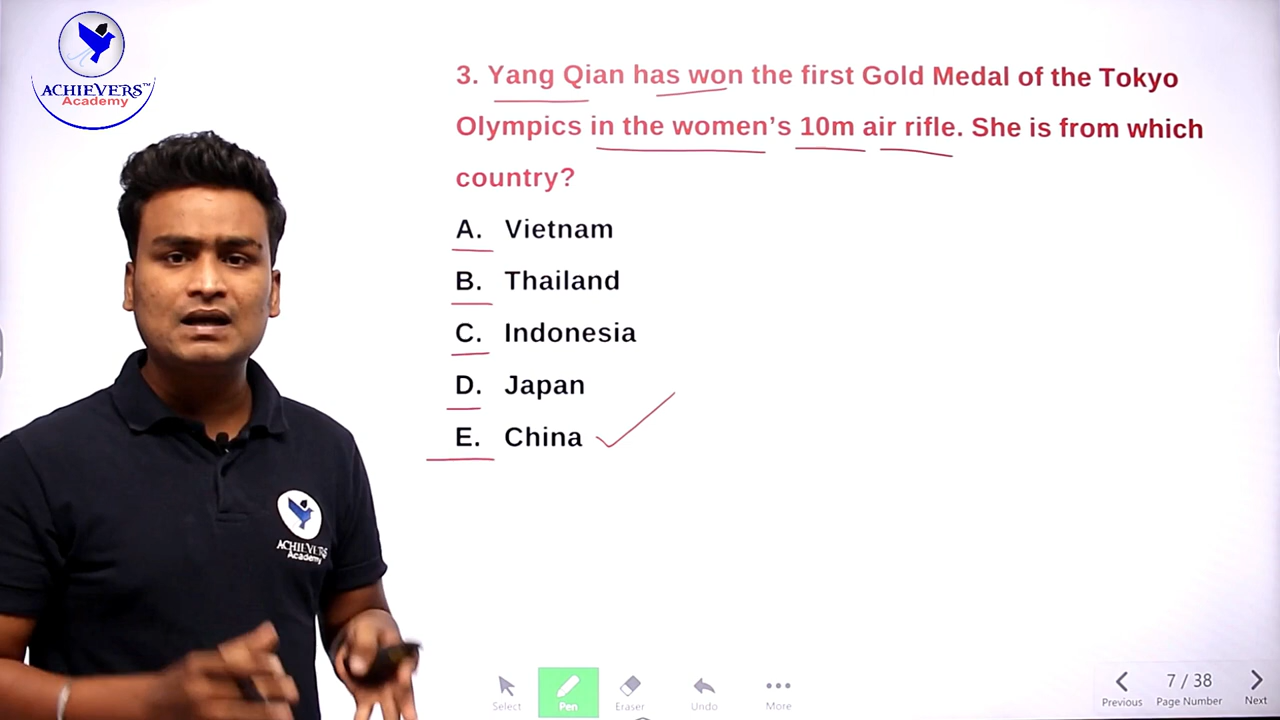 ACHIEVERS™
Academy
3. Yang Qian has won the first Gold Medal of the Tokyo
Olympics in the women’s 10m air rifle. She is from which
country?
A. Vietnam
B. Thailand
C. Indonesia
D. Japan
E. China
ACHIEVERS
Academy
Select
Pen
Eraser
Undo
More
Previous
7 / 38
Page Number
Next